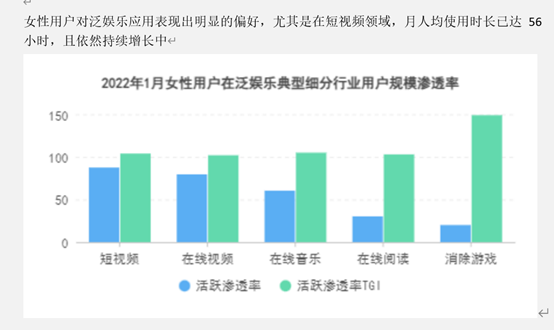 女性用户对泛娱乐应用表现出明显的偏好，尤其是在短视频领域，月人均使用时长已达 56
小时，且依然持续增长中
2022年1月女性用户在泛娱乐典型细分行业用户规模渗透率
150
100
50
0
短视频 在线视频 在线音乐 在线阅读 消除游戏
活跃渗透率 活跃渗透率TGI